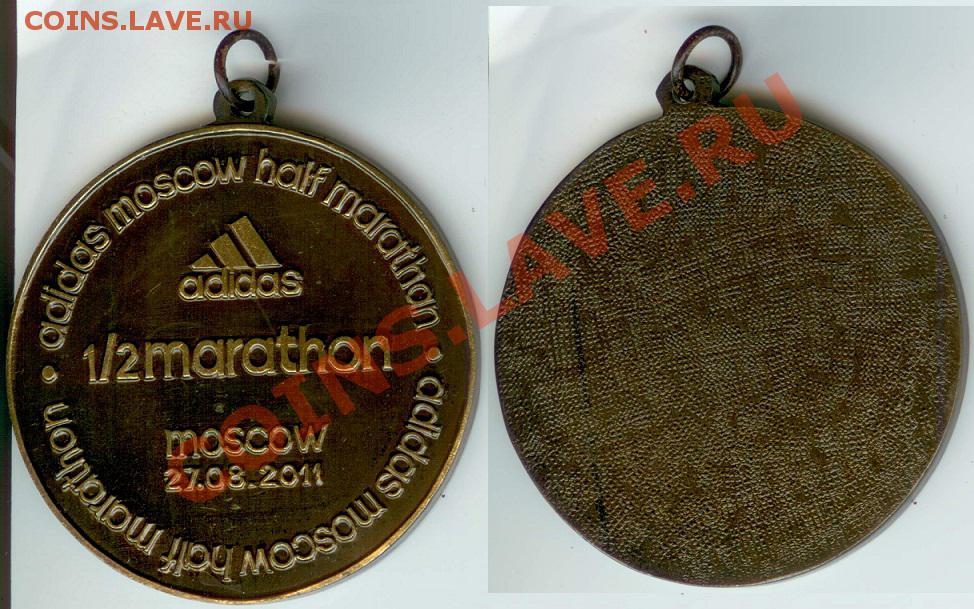 COINS.LAVE.RU
adidas moscow half marathon • adidas moscow half marathon •
adidas
1/2marathon
moscow
27.08.2011
COINS.LAVE.RU